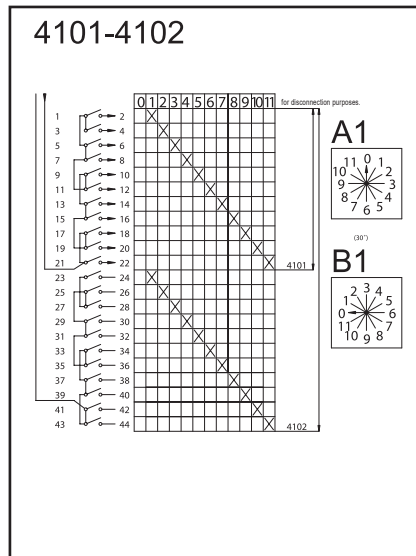 4101-4102
0 1 2 3 4 5 6 7 8 9 10 11
for disconnection purposes.
1 2 X
3 4 X
5 6 X
7 8 X
9 10 X
11 12 X
13 14 X
15 16 X
17 18 X
19 20 X
21 22 X 4101
23 24 X
25 26 X
27 28 X
29 30 X
31 32 X
33 34 X
35 36 X
37 38 X
39 40 X
41 42 X
43 44 X 4102
A1
0 1 2 3 4 5 6 7 8 9 10 11
(30°)
B1
0 1 2 3 4 5 6 7 8 9 10 11